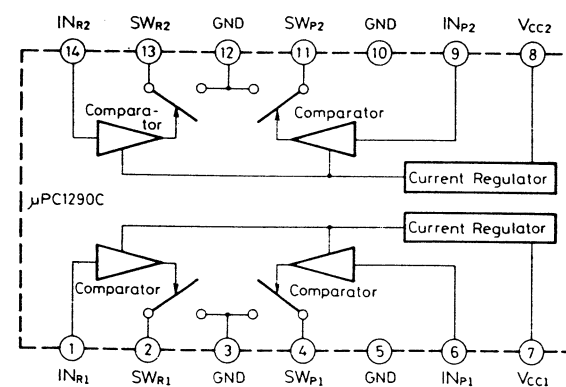 INR2 SWR2 GND SWP2 GND INP2 VCC2
14 13 12 11 10 9 8
Compara-
tor
Comparator
Current Regulator
μPC1290C
Current Regulator
Comparator
Comparator
1 2 3 4 5 6 7
INR1 SWR1 GND SWP1 GND INP1 VCC1